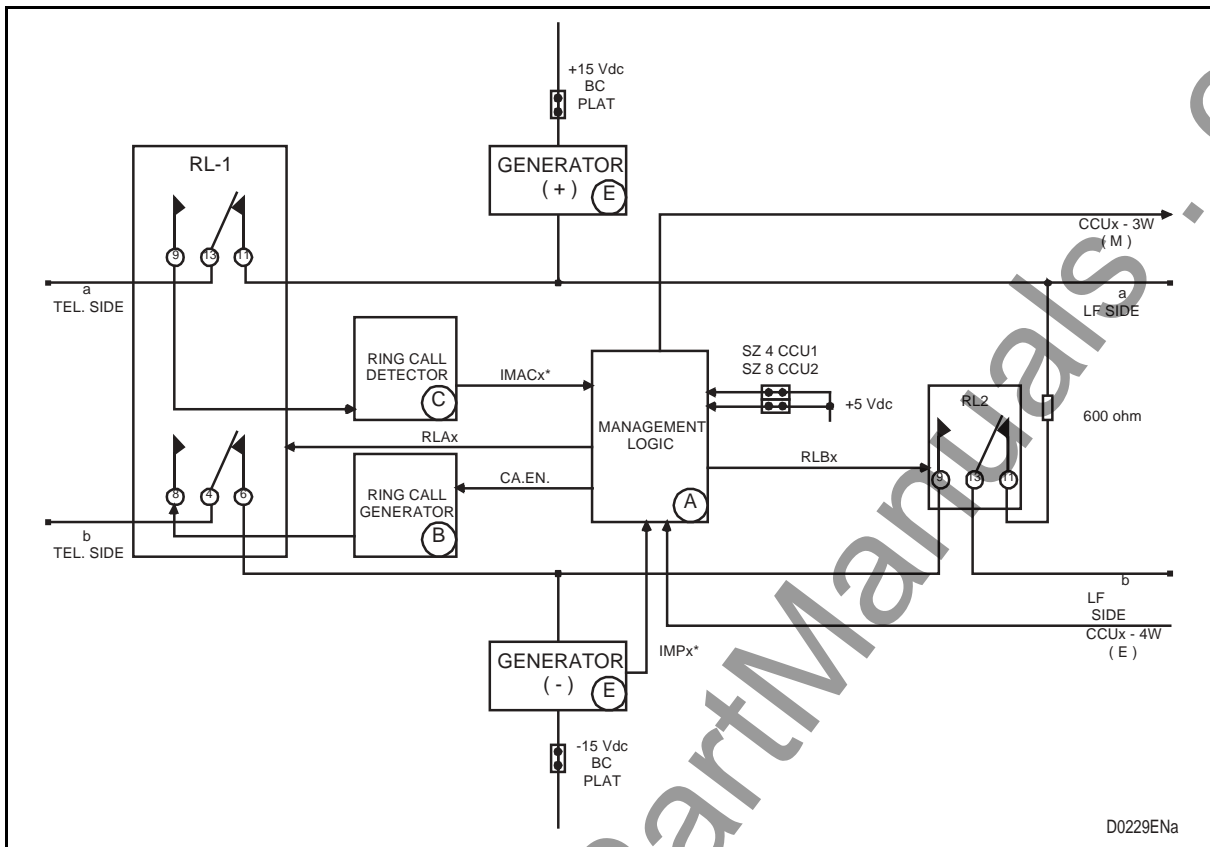 +15 Vdc
BC
PLAT
RL-1
GENERATOR
( + )
E
9
13
11
CCUx - 3W
( M )
a
TEL. SIDE
a
LF SIDE
RING CALL
DETECTOR
C
IMACx*
SZ 4 CCU1
SZ 8 CCU2
+5 Vdc
RL2
600 ohm
MANAGEMENT
LOGIC
A
RLAx
RLBx
CA.EN.
8
4
6
RING CALL
GENERATOR
B
9
13
11
b
TEL. SIDE
b
LF
SIDE
CCUx - 4W
( E )
GENERATOR
( - )
E
IMPx*
-15 Vdc
BC
PLAT
D0229ENa
PartManuals .